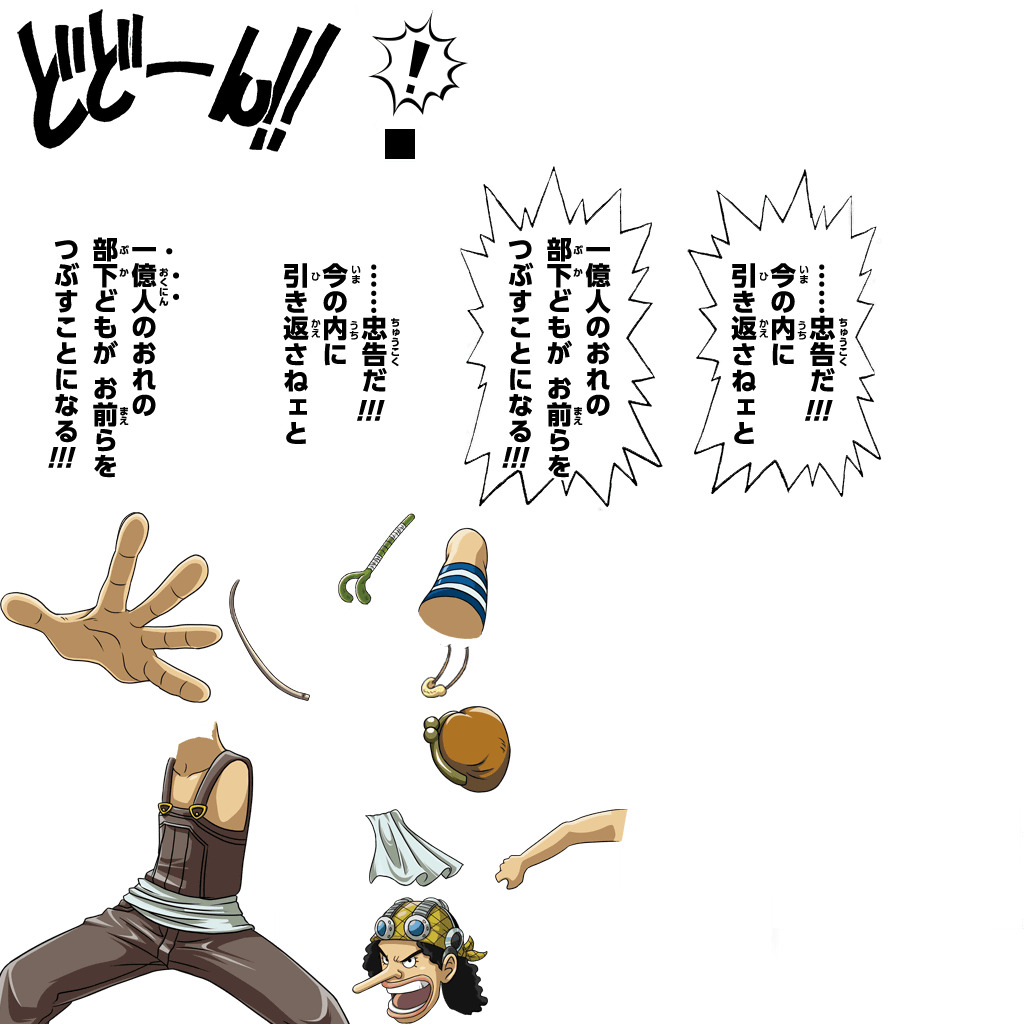 どどーん!!
!
……忠告だ!!!
今の内に
引き返さねェと
一億人のおれの
部下どもが お前らを
つぶすことになる!!!
……忠告だ!!!
今の内に
引き返さねェと
一億人のおれの
部下どもが お前らを
つぶすことになる!!!